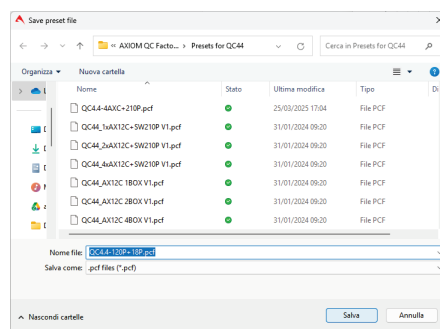 Save preset file
« AXIOM QC Facto... > Presets for QC44
Cerca in Presets for QC44
Organizza
Nuova cartella
Nome Stato Ultima modifica Tipo Di
QC4.4-4AXC+210P.pcf 25/03/2025 17:04 File PCF
QC44_1xAX12C+SW210P V1.pcf 31/01/2024 09:20 File PCF
QC44_2xAX12C+SW210P V1.pcf 31/01/2024 09:20 File PCF
QC44_4xAX12C+SW210P V1.pcf 31/01/2024 09:20 File PCF
QC44_AX12C 1BOX V1.pcf 31/01/2024 09:20 File PCF
QC44_AX12C 2BOX V1.pcf 31/01/2024 09:20 File PCF
QC44_AX12C 4BOX V1.pcf 31/01/2024 09:20 File PCF
Nome file: QC4.4-120P+18P.pcf
Salva come: .pcf files (*.pcf)
Nascondi cartelle
Salva
Annulla